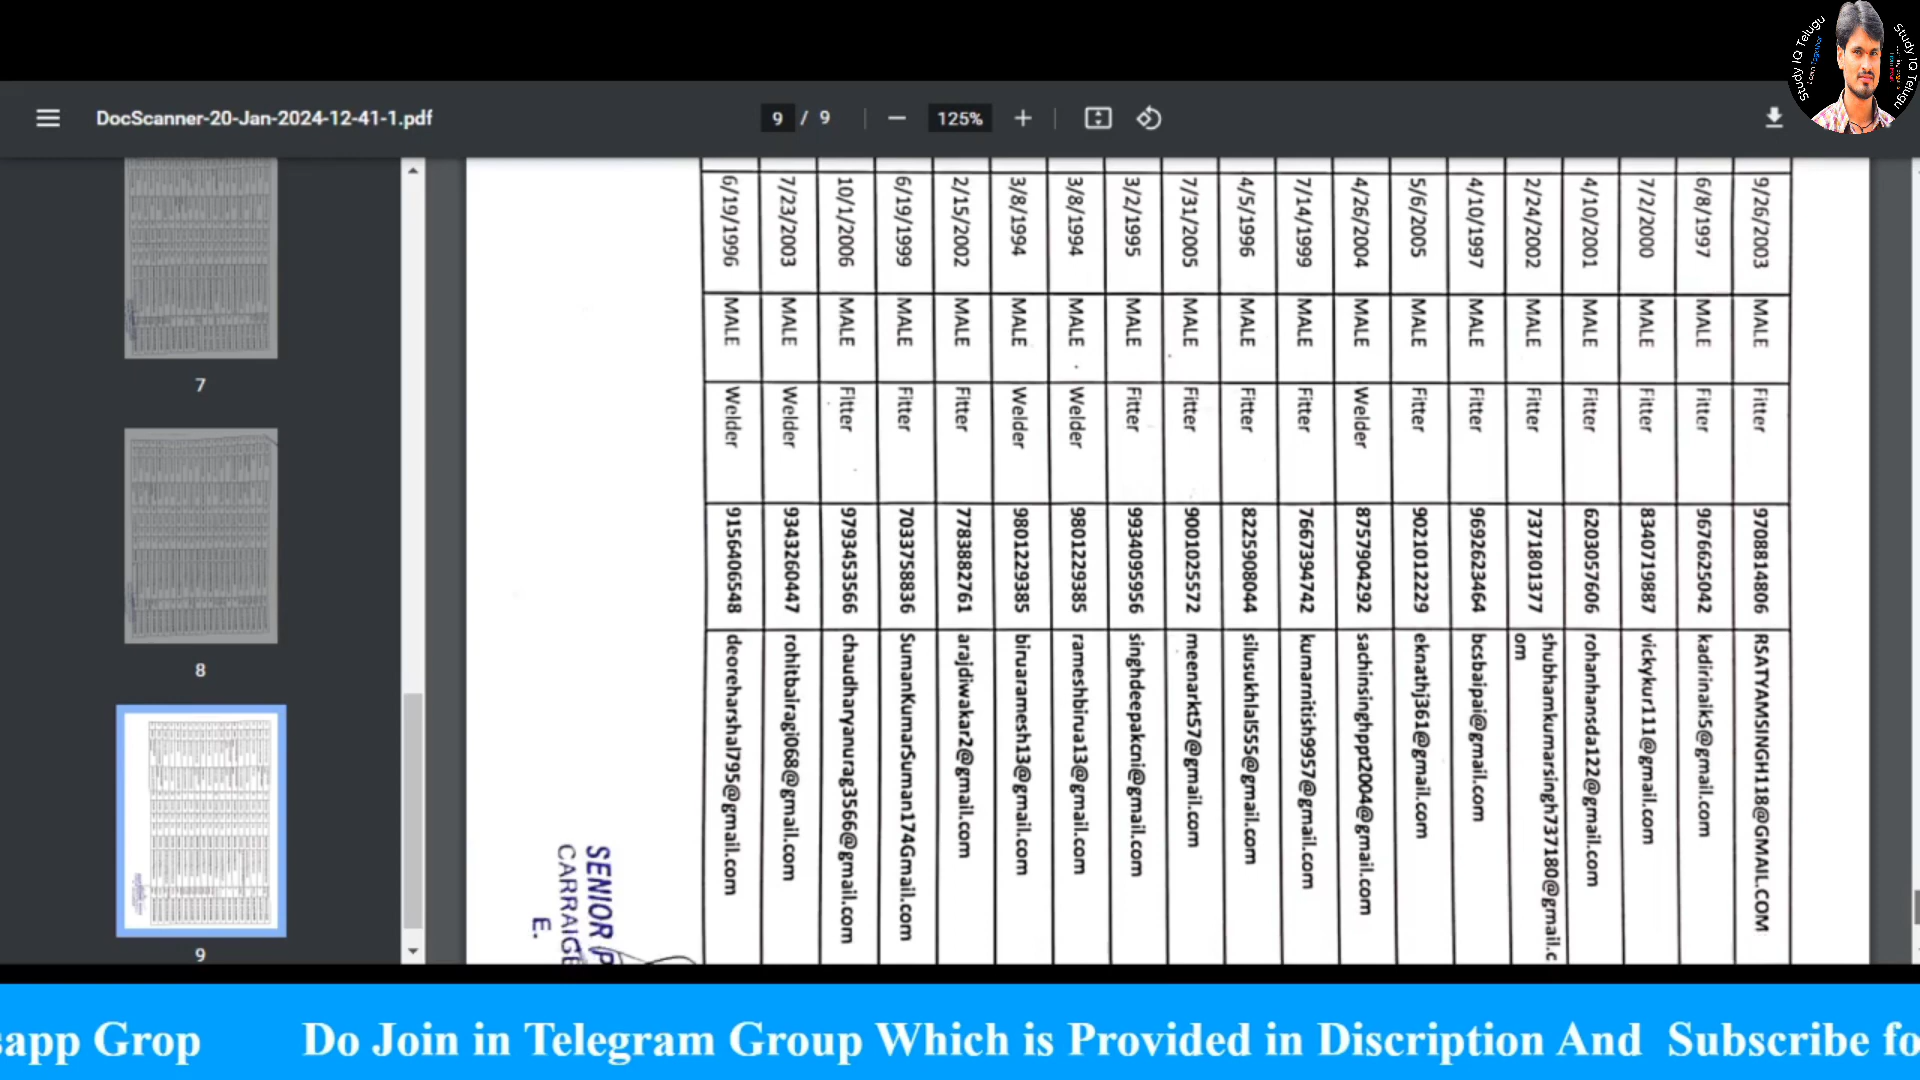 DocScanner-20-Jan-2024-12-41-1.pdf
9 / 9
125%
Study IQ Telugu
Study IQ Telugu
7
8
9
9/26/2003 MALE Fitter 9708814806 RSATYAMSINGH118@GMAIL.COM
6/8/1997 MALE Fitter 9676625042 kadirinaik5@gmail.com
7/2/2000 MALE Fitter 8340719887 vickykur111@gmail.com
4/10/2001 MALE Fitter 6203057606 rohanhansda122@gmail.com
2/24/2002 MALE Fitter 7371801377 shubhamkumarsingh737180@gmail.c
om
4/10/1997 MALE Fitter 9692623464 bcsbaipai@gmail.com
5/6/2005 MALE Fitter 9021012229 eknathj361@gmail.com
4/26/2004 MALE Welder 8757904292 sachinsinghppt2004@gmail.com
7/14/1999 MALE Fitter 7667394742 kumarnitish9957@gmail.com
4/5/1996 MALE Fitter 8225908044 silusukhlal555@gmail.com
7/31/2005 MALE Fitter 9001025572 meenarkt57@gmail.com
3/2/1995 MALE Fitter 9934095956 singhdeepakcni@gmail.com
3/8/1994 MALE Welder 9801229385 rameshbirua13@gmail.com
3/8/1994 MALE Welder 9801229385 biruaramesh13@gmail.com
2/15/2002 MALE Fitter 7783882761 arajdiwakar2@gmail.com
6/19/1999 MALE Fitter 7033758836 SumanKumarSuman174Gmail.com
10/1/2006 MALE Fitter 9793453566 chaudharyanurag3566@gmail.com
7/23/2003 MALE Welder 9343260447 rohitbairagi068@gmail.com
6/19/1996 MALE Welder 9156406548 deoreharshal795@gmail.com
SENIOR P
CARRAIGE
E.
sapp Grop Do Join in Telegram Group Which is Provided in Discription And Subscribe fo